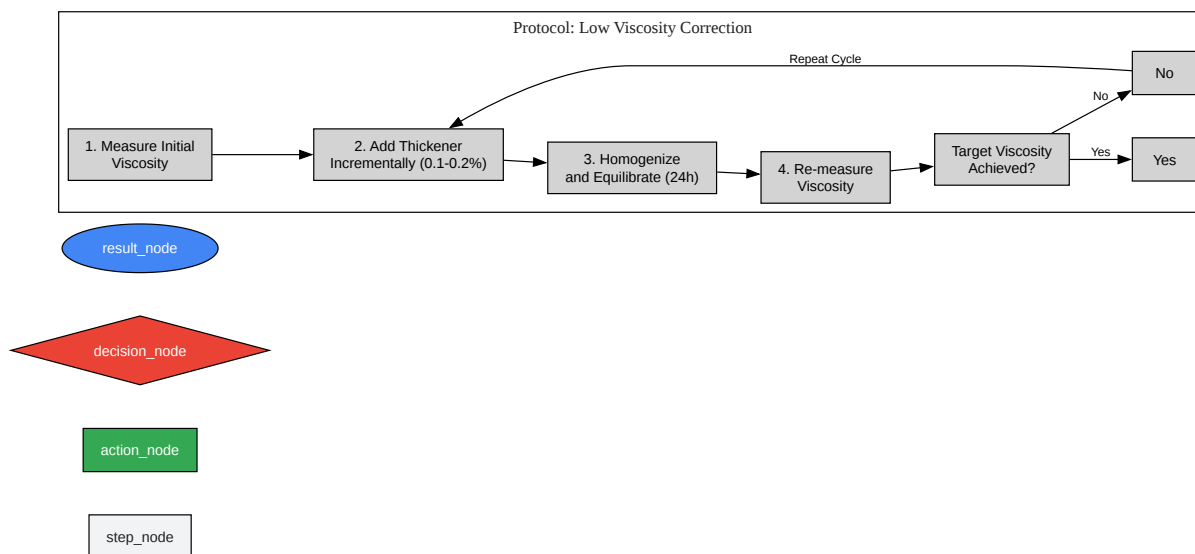 Protocol: Low Viscosity Correction
Repeat Cycle
No
No
1. Measure Initial
Viscosity
2. Add Thickener
Incrementally (0.1-0.2%)
3. Homogenize
and Equilibrate (24h)
4. Re-measure
Viscosity
Target Viscosity
Achieved?
Yes
Yes
result_node
decision_node
action_node
step_node